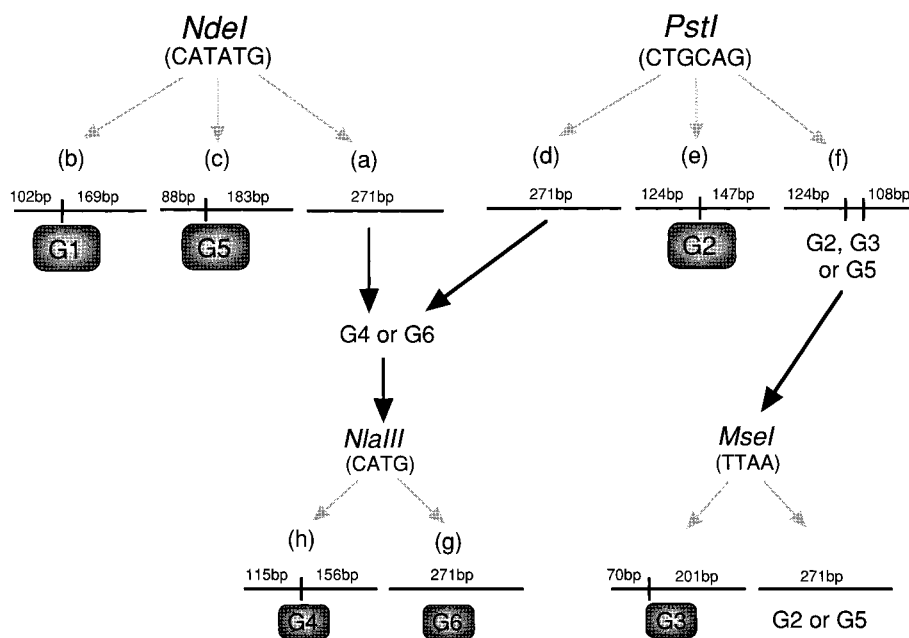 NdeI
(CATATG)
PstI
(CTGCAG)
(b)
(c)
(a)
(d)
(e)
(f)
102bp 169bp
88bp 183bp
271bp
271bp
124bp 147bp
124bp 108bp
G1
G5
G2
G2, G3
or G5
G4 or G6
NlaIII
(CATG)
MseI
(TTAA)
(h)
(g)
115bp 156bp
271bp
70bp 201bp
271bp
G4
G6
G3
G2 or G5